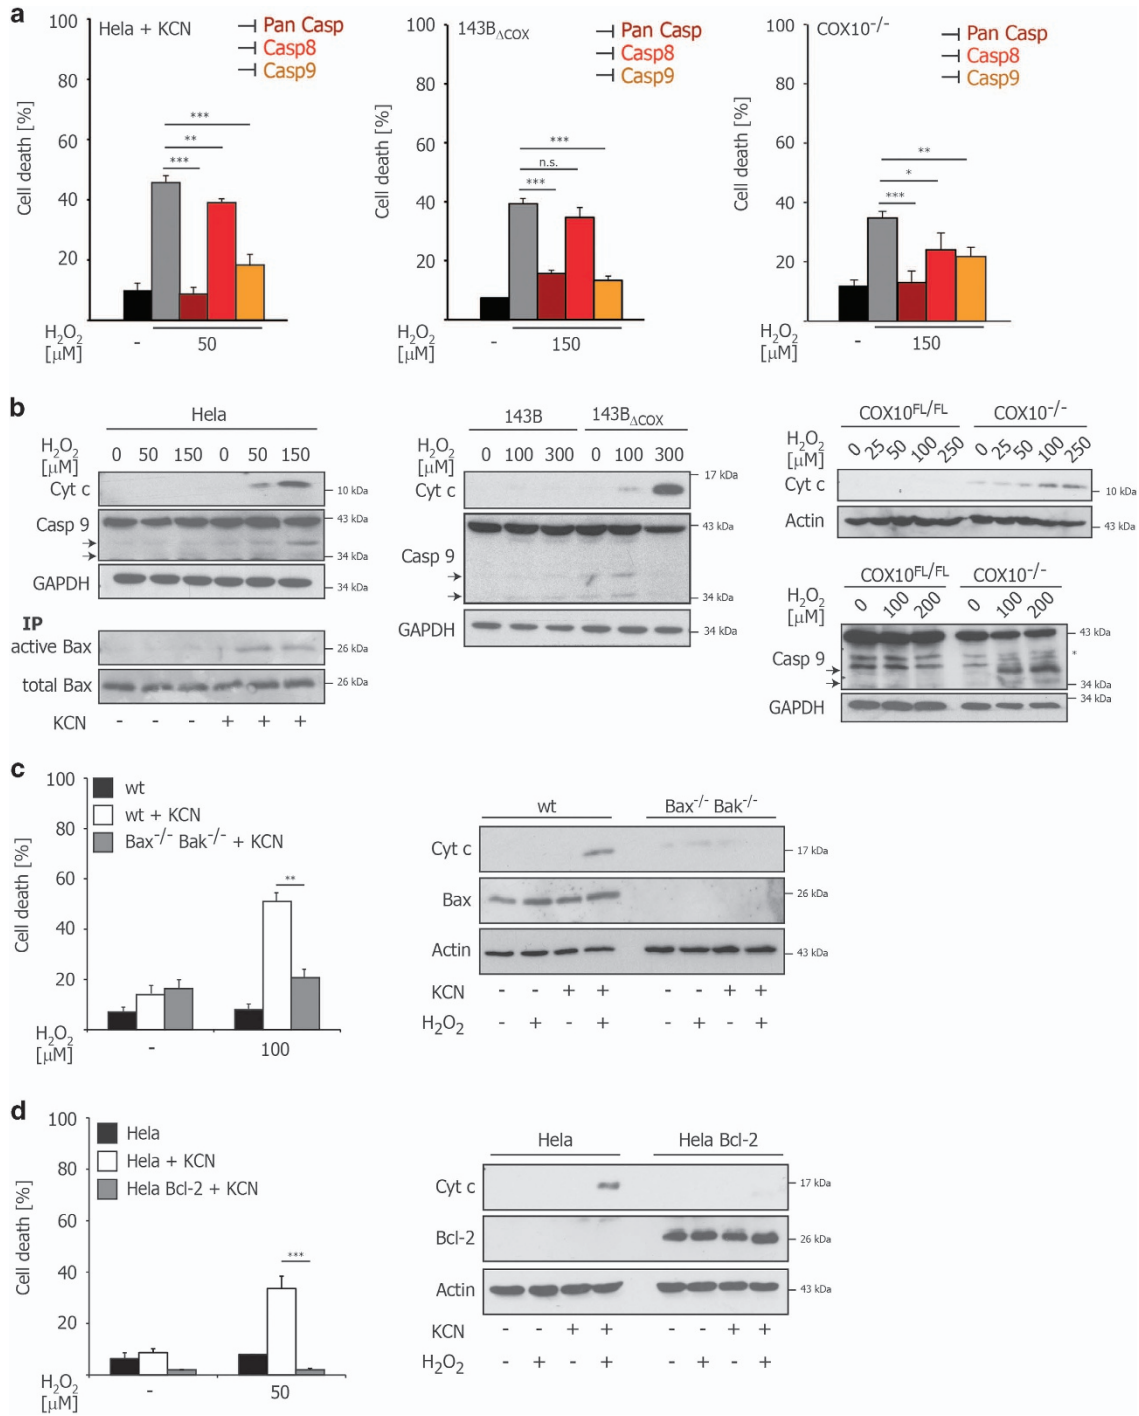 a
Hela + KCN
Pan Casp
Casp8
Casp9
Cell death [%]
100
80
60
40
20
***
**
***
H₂O₂
[μM]
- 50
143B∆COX
Pan Casp
Casp8
Casp9
Cell death [%]
100
80
60
40
20
***
n.s.
***
H₂O₂
[μM]
- 150
COX10⁻/⁻
Pan Casp
Casp8
Casp9
Cell death [%]
100
80
60
40
20
**
*
***
H₂O₂
[μM]
- 150
b
Hela
H₂O₂
[μM]
0 50 150 0 50 150
Cyt c
10 kDa
Casp 9
43 kDa
34 kDa
GAPDH
34 kDa
IP
active Bax
26 kDa
total Bax
26 kDa
KCN - - - + + +
143B 143B∆COX
H₂O₂
[μM]
0 100 300 0 100 300
Cyt c
17 kDa
43 kDa
Casp 9
34 kDa
GAPDH
34 kDa
COX10FL/FL COX10⁻/⁻
H₂O₂
[μM]
0 25 50 100 250 0 25 50 100 250
Cyt c
10 kDa
Actin
43 kDa
COX10FL/FL COX10⁻/⁻
H₂O₂
[μM]
0 100 200 0 100 200
43 kDa
*
Casp 9
34 kDa
34 kDa
GAPDH
c
100
80
60
40
20
Cell death [%]
wt
wt + KCN
Bax⁻/⁻ Bak⁻/⁻ + KCN
**
H₂O₂
[μM]
- 100
wt Bax⁻/⁻ Bak⁻/⁻
Cyt c
17 kDa
Bax
26 kDa
Actin
43 kDa
KCN - - + + - - + +
H₂O₂ - + - + - + - +
d
100
80
60
40
20
Cell death [%]
Hela
Hela + KCN
Hela Bcl-2 + KCN
***
H₂O₂
[μM]
- 50
Hela Hela Bcl-2
Cyt c
17 kDa
Bcl-2
26 kDa
Actin
43 kDa
KCN - - + + - - + +
H₂O₂ - + - + - + - +